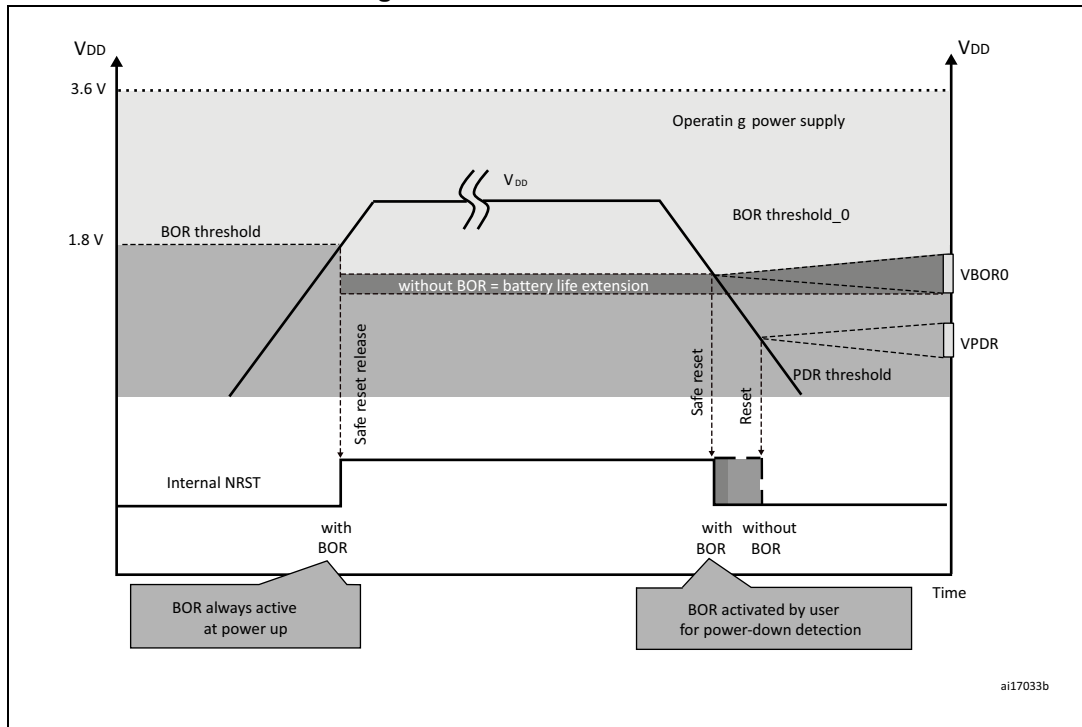 VDD
VDD
3.6 V
Operatin g power supply
VDD
BOR threshold_0
BOR threshold
1.8 V
VBOR0
without BOR = battery life extension
VPDR
PDR threshold
Safe reset release
Safe reset
Reset
Internal NRST
with
BOR
with
BOR
without
BOR
Time
BOR always active
at power up
BOR activated by user
for power-down detection
ai17033b